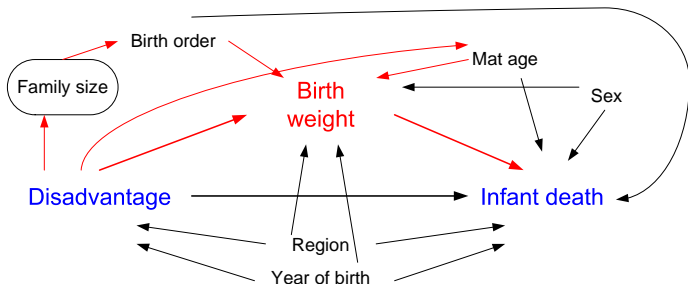 Birth order
Mat age
Family size
Birth
weight
Sex
Disadvantage
Infant death
Region
Year of birth